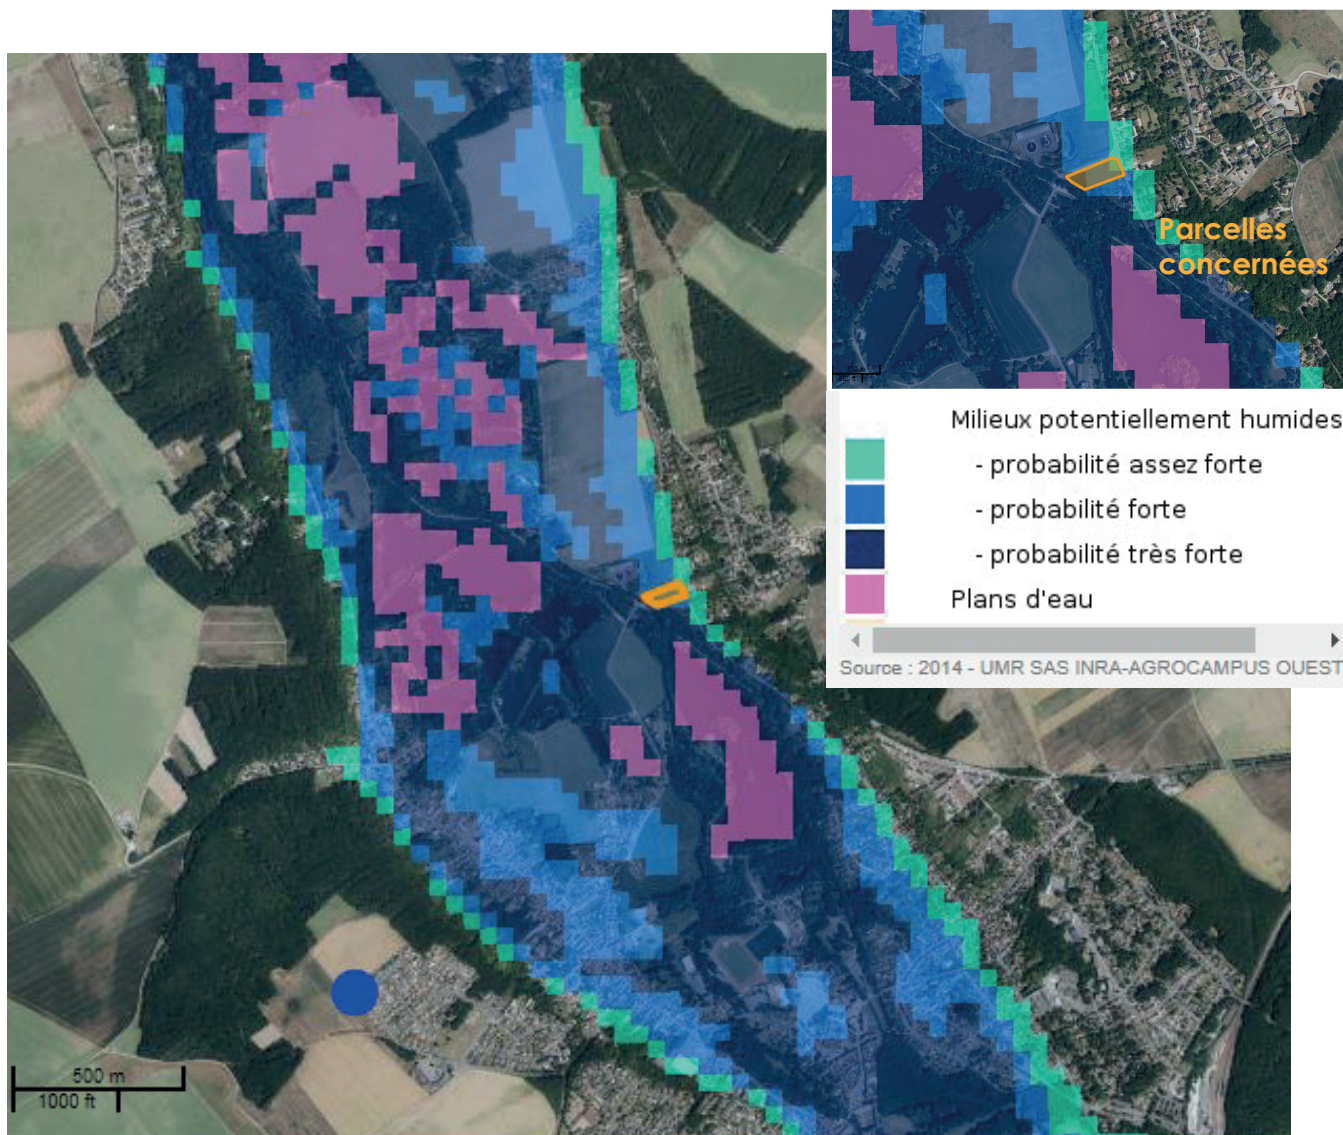 Parcelles
concernées
Milieux potentiellement humides
- probabilité assez forte
- probabilité forte
- probabilité très forte
Plans d'eau
Source : 2014 - UMR SAS INRA-AGROCAMPUS OUEST
500 m
1000 ft